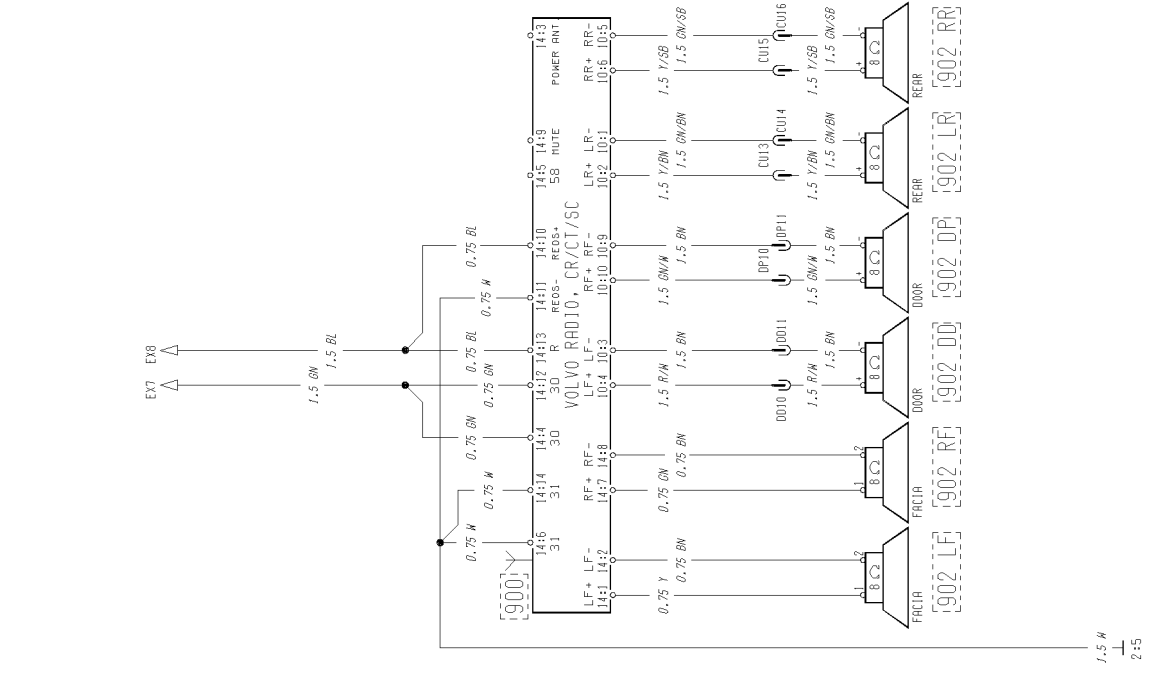 EX8
EX7
1.5 BL
1.5 GN
0.75 W
0.75 W
0.75 GN
0.75 GN
0.75 BL
0.75 W
0.75 BL
[900]
14:6
14:14
14:4
14:12
14:13
14:11
14:10
14:5
14:9
14:3
31
31
30
30
R
REOS-
REOS+
58
MUTE
POWER ANT.
VOLVO RADIO, CR/CT/SC
LF+
LF-
RF+
RF-
LF+
LF-
RF+
RF-
LR+
LR-
RR+
RR-
14:1
14:2
14:7
14:8
10:4
10:3
10:10
10:9
10:2
10:1
10:6
10:5
0.75 Y
0.75 BN
0.75 GN
0.75 BN
1.5 R/W
1.5 BN
1.5 GN/W
1.5 BN
1.5 Y/BN
1.5 GN/BN
1.5 Y/SB
1.5 GN/SB
DD10
DD11
DP10
DP11
CU13
CU14
CU15
CU16
1.5 R/W
1.5 BN
1.5 GN/W
1.5 BN
1.5 Y/BN
1.5 GN/BN
1.5 Y/SB
1.5 GN/SB
1
2
1
2
+
-
+
-
+
-
+
-
8 Ω
8 Ω
8 Ω
8 Ω
8 Ω
8 Ω
FACIA
FACIA
DOOR
DOOR
REAR
REAR
[902 LF]
[902 RF]
[902 DD]
[902 DP]
[902 LR]
[902 RR]
1.5 W
2:5